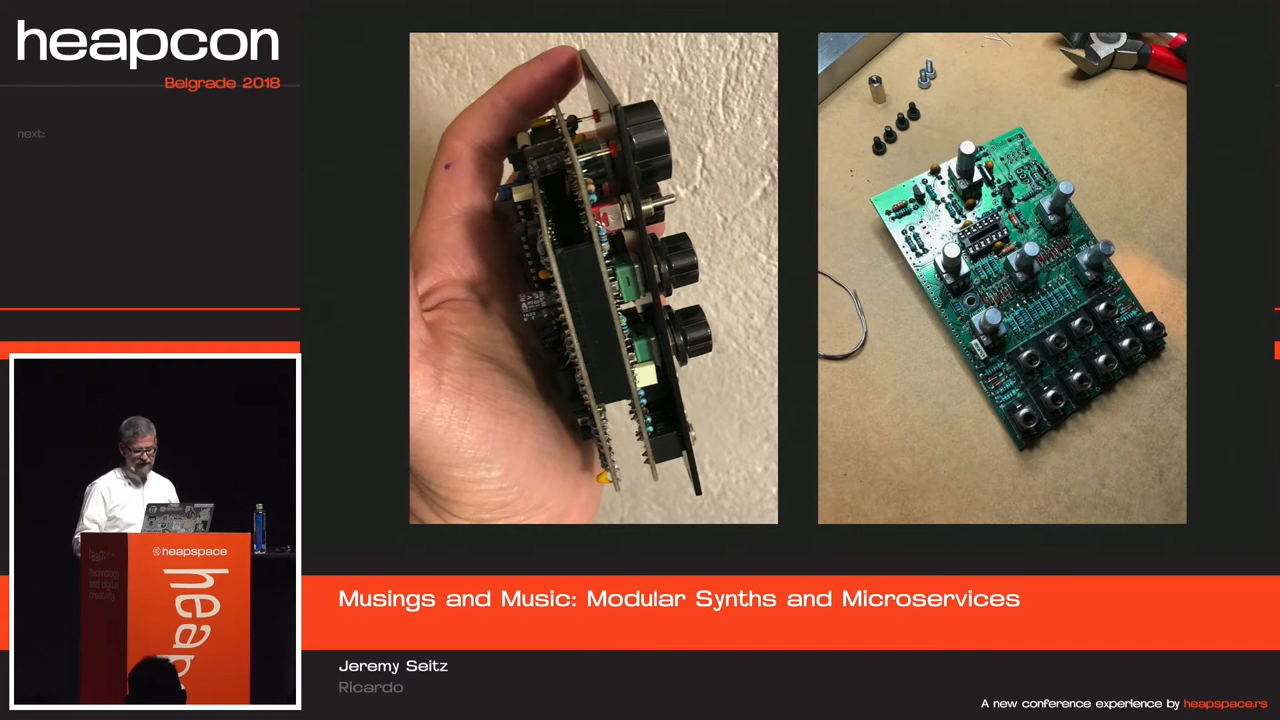 heapcon
Belgrade 2018
next:
heapspace
heapcon
Technology
and digital
creativity.
heap
Musings and Music: Modular Synths and Microservices
Jeremy Seitz
Ricardo
A new conference experience by heapspace.rs